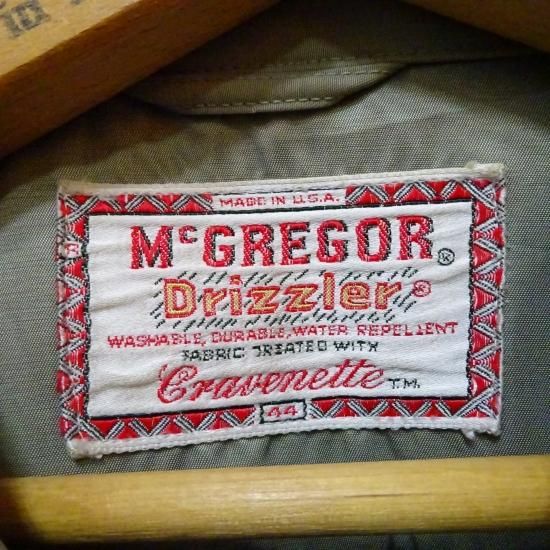 MADE IN U.S.A.
McGREGOR®
Drizzler®
WASHABLE, DURABLE, WATER REPELLENT
FABRIC TREATED WITH
Cravenette T.M.
44